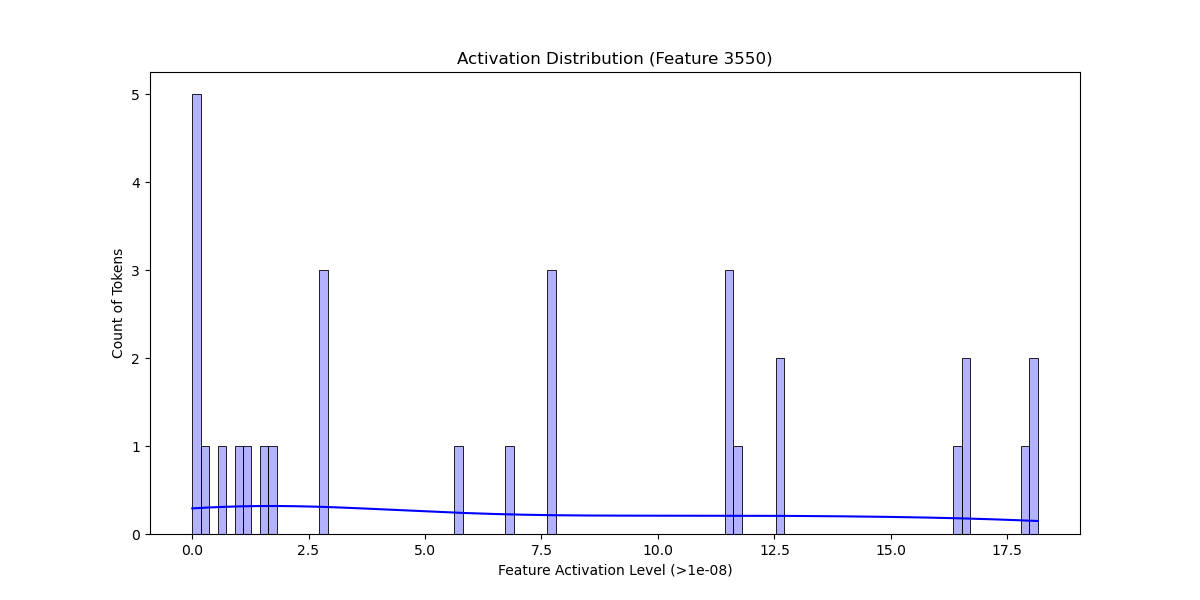 Activation Distribution (Feature 3550)
Count of Tokens
5
4
3
2
1
0
0.0 2.5 5.0 7.5 10.0 12.5 15.0 17.5
Feature Activation Level (>1e-08)